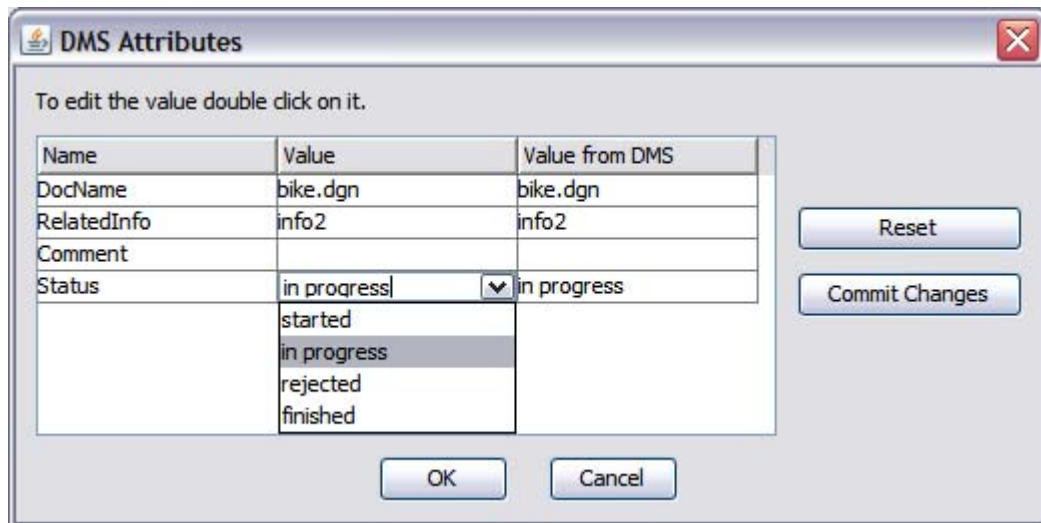 DMS Attributes
To edit the value double click on it.
Name Value Value from DMS
DocName bike.dgn bike.dgn
RelatedInfo info2 info2
Comment
Status in progress in progress
started
in progress
rejected
finished
Reset
Commit Changes
OK Cancel